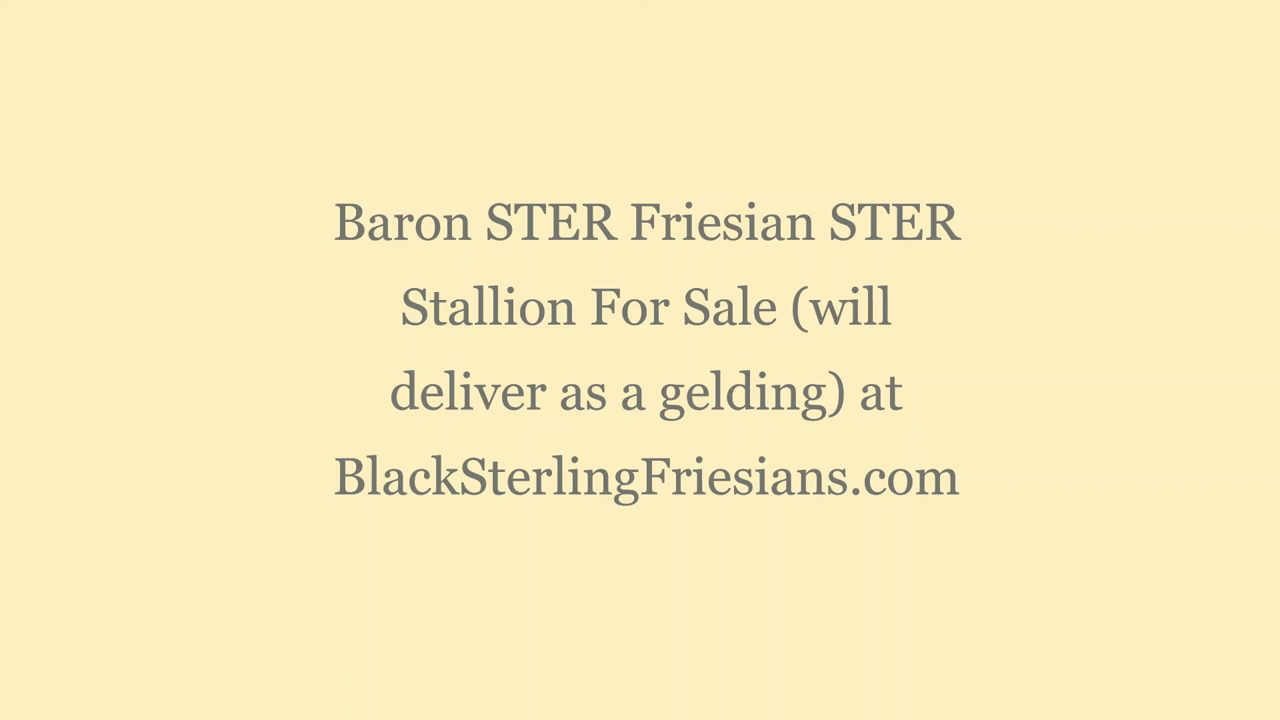 Baron STER Friesian STER
Stallion For Sale (will
deliver as a gelding) at
BlackSterlingFriesians.com